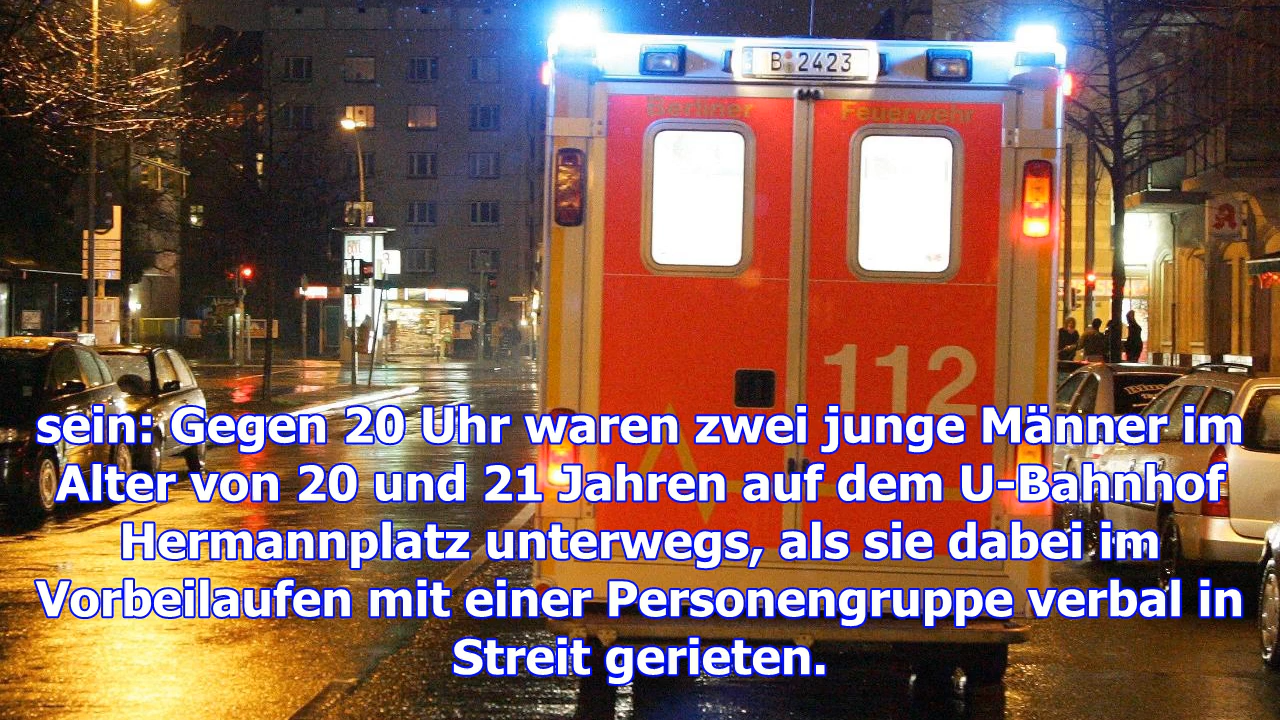 B 2423
Berliner Feuerwehr
112
sein: Gegen 20 Uhr waren zwei junge Männer im
Alter von 20 und 21 Jahren auf dem U-Bahnhof
Hermannplatz unterwegs, als sie dabei im
Vorbeilaufen mit einer Personengruppe verbal in
Streit gerieten.